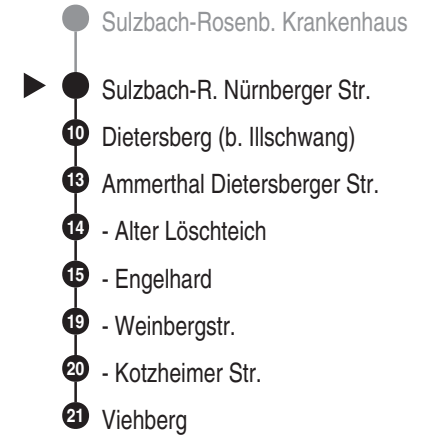 Sulzbach-Rosenb. Krankenhaus
Sulzbach-R. Nürnberger Str.
10 Dietersberg (b. Illschwang)
13 Ammerthal Dietersberger Str.
14 - Alter Löschteich
15 - Engelhard
19 - Weinbergstr.
20 - Kotzheimer Str.
21 Viehberg